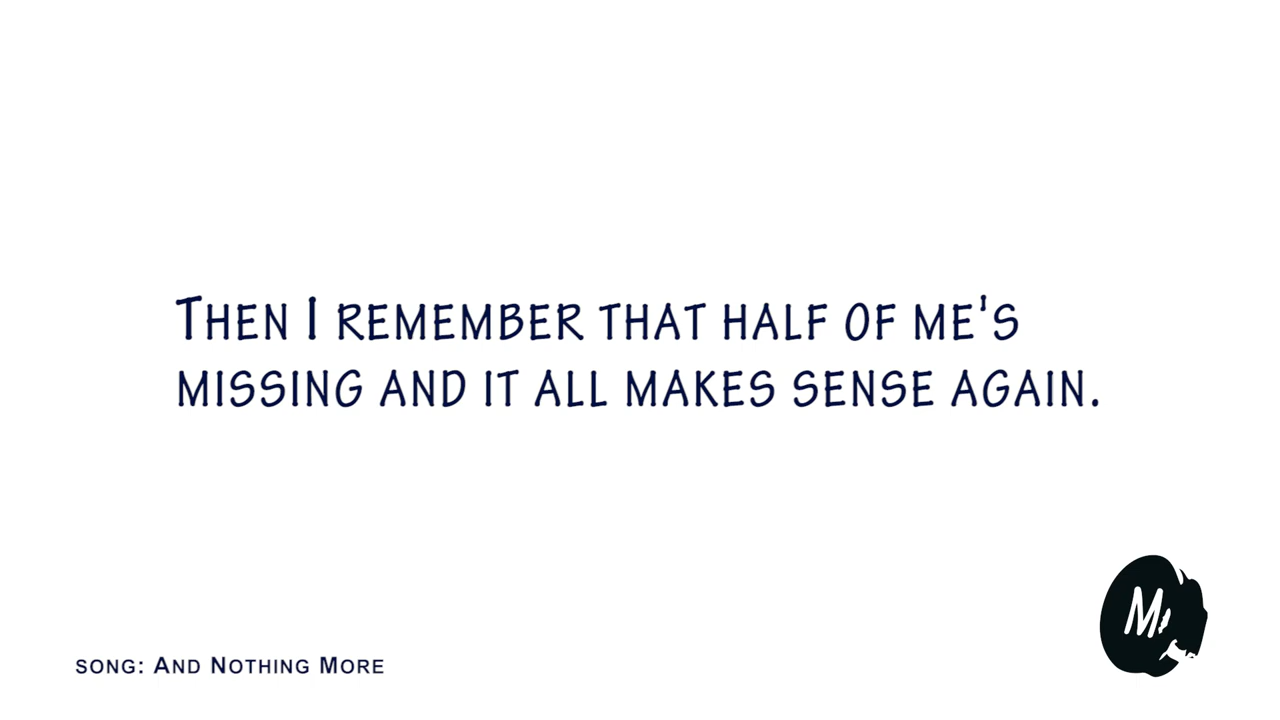 Then I remember that half of me's
missing and it all makes sense again.
M
song: And Nothing More